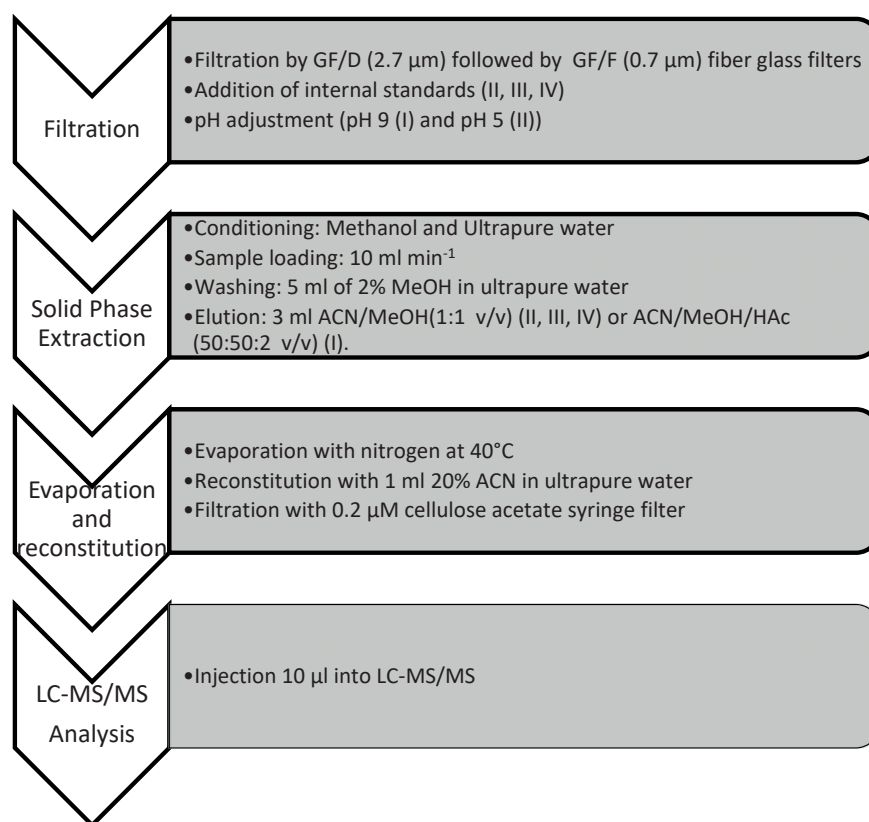 Filtration
•Filtration by GF/D (2.7 µm) followed by GF/F (0.7 µm) fiber glass filters
•Addition of internal standards (II, III, IV)
•pH adjustment (pH 9 (I) and pH 5 (II))
Solid Phase
Extraction
•Conditioning: Methanol and Ultrapure water
•Sample loading: 10 ml min⁻¹
•Washing: 5 ml of 2% MeOH in ultrapure water
•Elution: 3 ml ACN/MeOH(1:1 v/v) (II, III, IV) or ACN/MeOH/HAc
(50:50:2 v/v) (I).
Evaporation
and
reconstitution
•Evaporation with nitrogen at 40°C
•Reconstitution with 1 ml 20% ACN in ultrapure water
•Filtration with 0.2 µM cellulose acetate syringe filter
LC-MS/MS
Analysis
•Injection 10 µl into LC-MS/MS